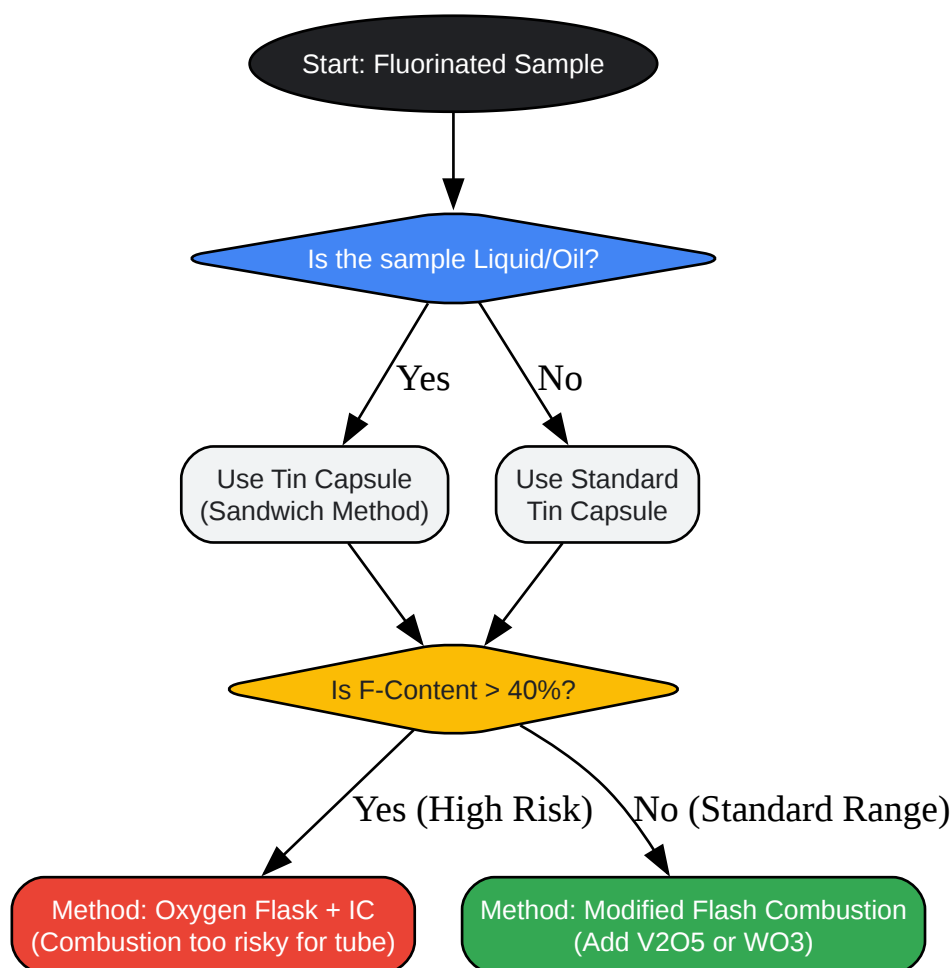 Start: Fluorinated Sample
Is the sample Liquid/Oil?
Yes
No
Use Tin Capsule
(Sandwich Method)
Use Standard
Tin Capsule
Is F-Content > 40%?
Yes (High Risk)
No (Standard Range)
Method: Oxygen Flask + IC
(Combustion too risky for tube)
Method: Modified Flash Combustion
(Add V2O5 or WO3)